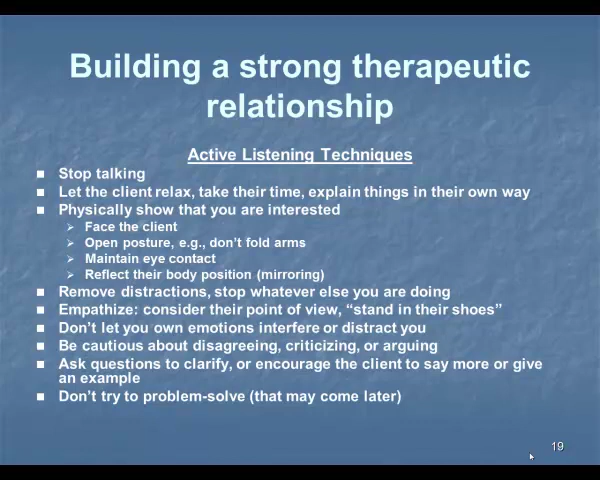 Building a strong therapeutic
relationship
Active Listening Techniques
Stop talking
Let the client relax, take their time, explain things in their own way
Physically show that you are interested
Face the client
Open posture, e.g., don't fold arms
Maintain eye contact
Reflect their body position (mirroring)
Remove distractions, stop whatever else you are doing
Empathize: consider their point of view, “stand in their shoes”
Don't let you own emotions interfere or distract you
Be cautious about disagreeing, criticizing, or arguing
Ask questions to clarify, or encourage the client to say more or give
an example
Don't try to problem-solve (that may come later)
19